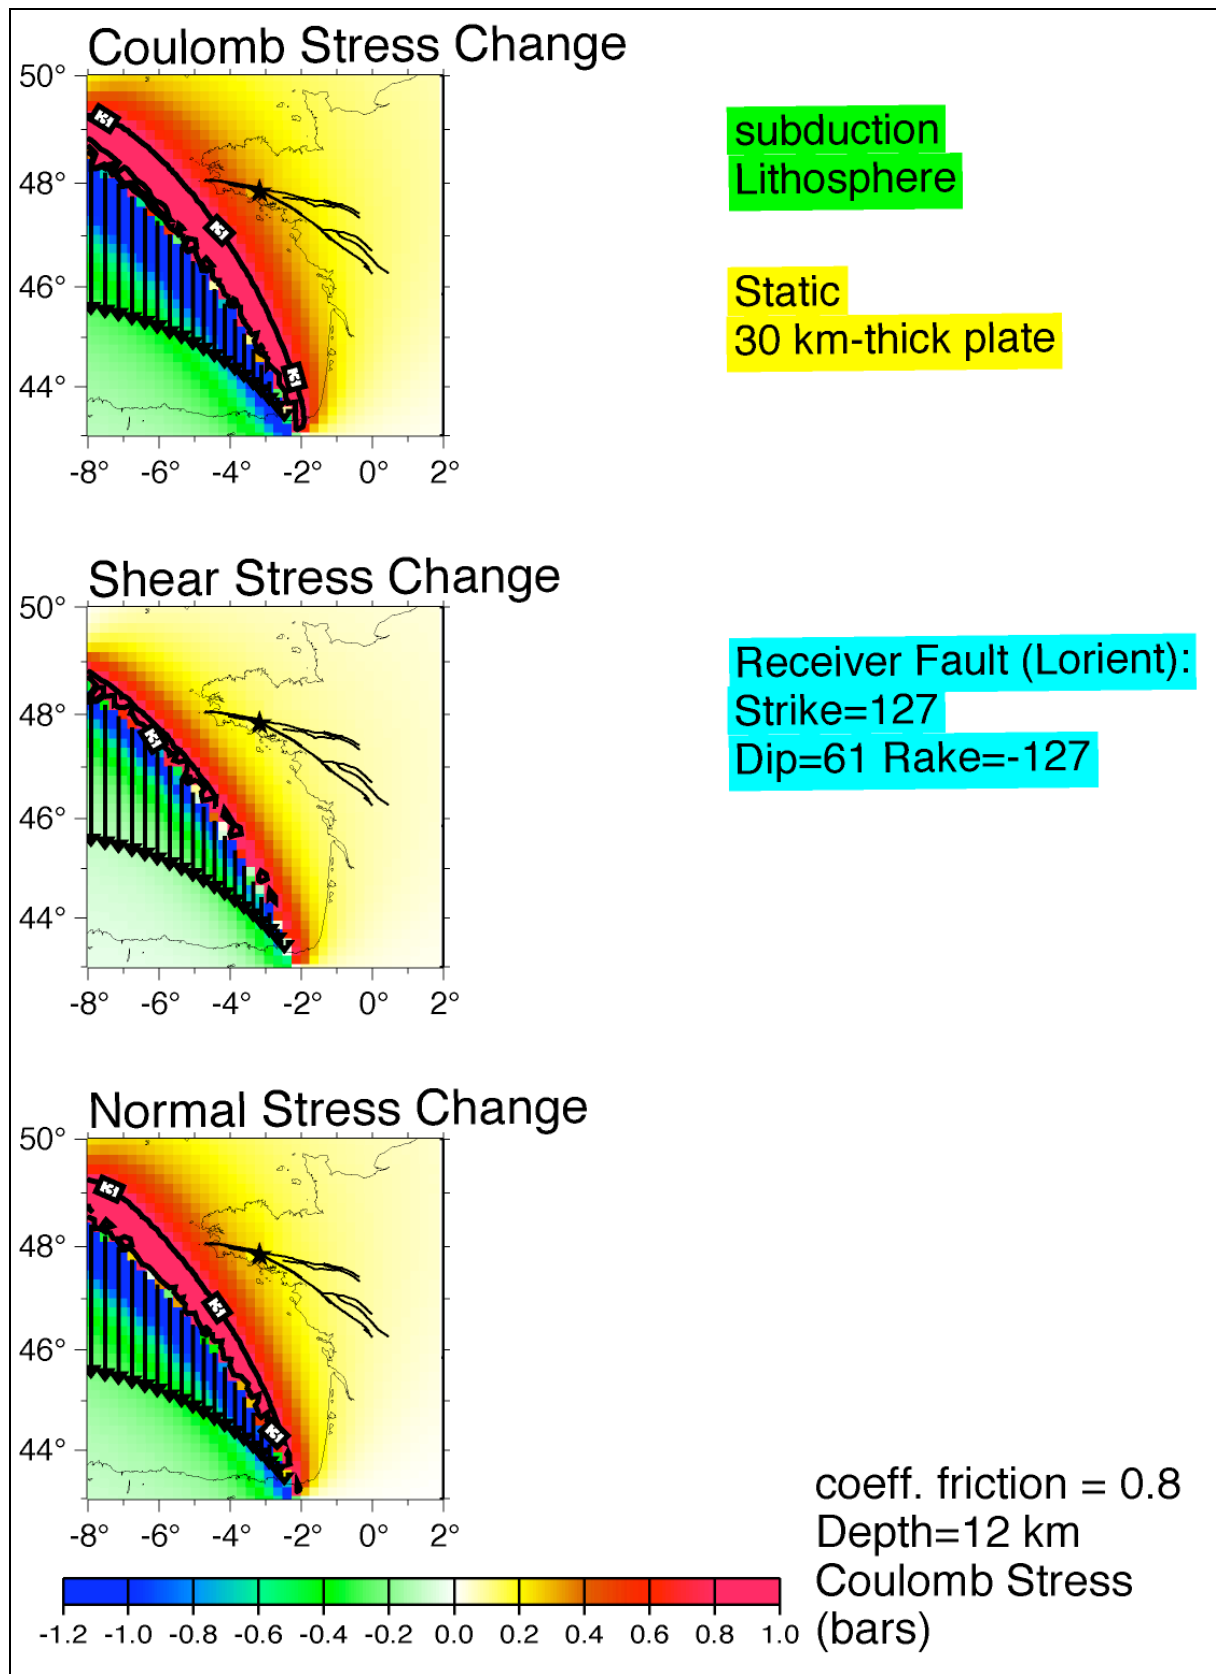 Coulomb Stress Change
50°
48°
46°
44°
-8° -6° -4° -2° 0° 2°
subduction
Lithosphere
Static
30 km-thick plate
Shear Stress Change
50°
48°
46°
44°
-8° -6° -4° -2° 0° 2°
Receiver Fault (Lorient):
Strike=127
Dip=61 Rake=-127
Normal Stress Change
50°
48°
46°
44°
-8° -6° -4° -2° 0° 2°
-1.2 -1.0 -0.8 -0.6 -0.4 -0.2 0.0 0.2 0.4 0.6 0.8 1.0
coeff. friction = 0.8
Depth=12 km
Coulomb Stress
(bars)